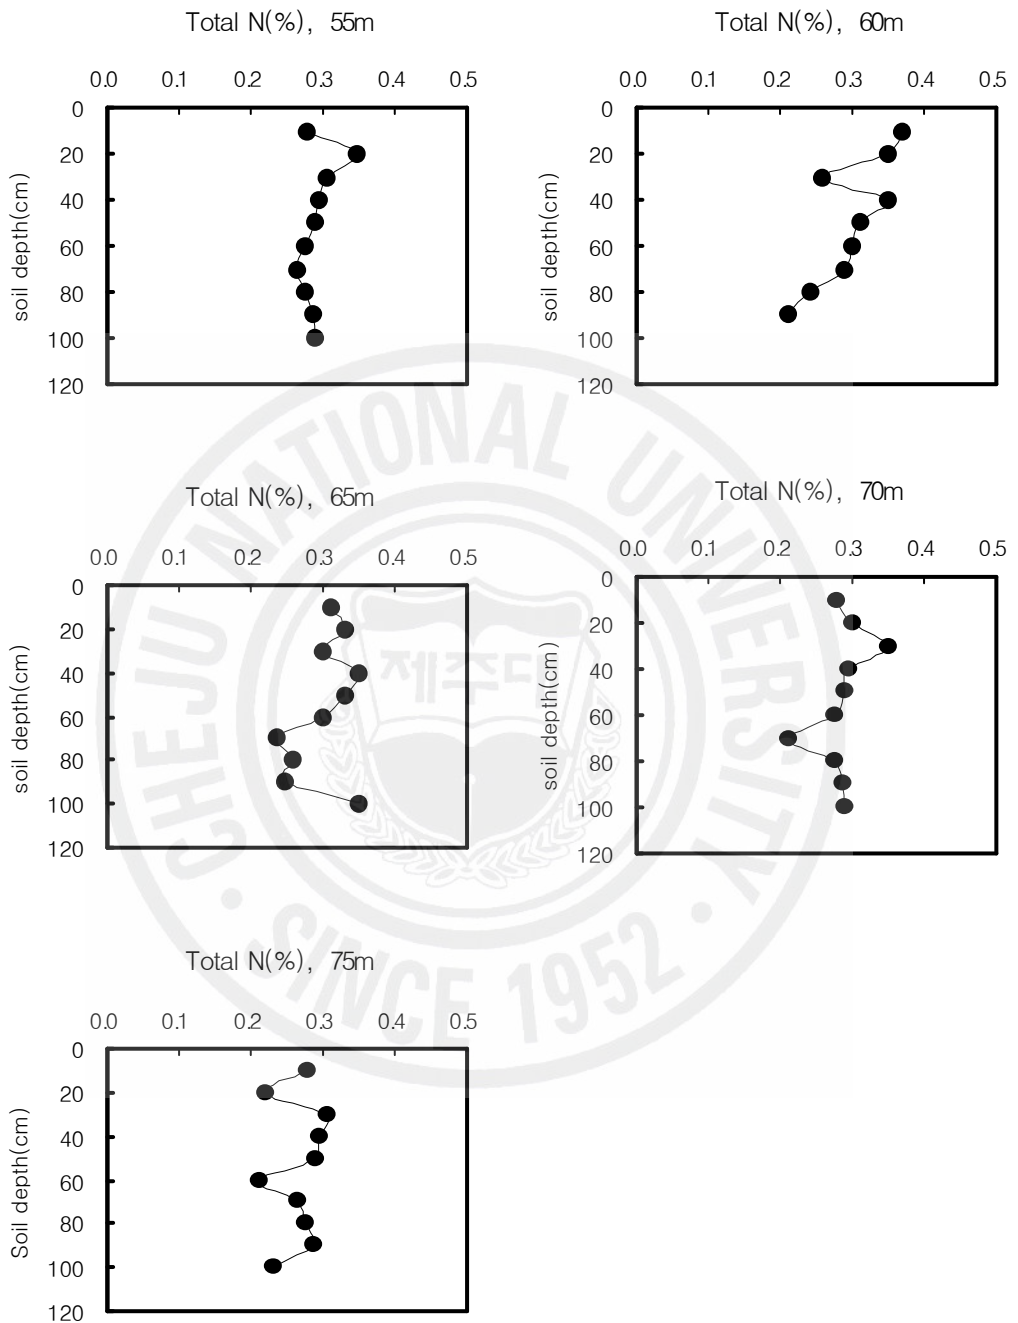 Total N(%), 55m
0.0 0.1 0.2 0.3 0.4 0.5
0
20
40
60
80
100
120
soil depth(cm)
Total N(%), 60m
0.0 0.1 0.2 0.3 0.4 0.5
0
20
40
60
80
100
120
soil depth(cm)
Total N(%), 65m
0.0 0.1 0.2 0.3 0.4 0.5
0
20
40
60
80
100
120
soil depth(cm)
Total N(%), 70m
0.0 0.1 0.2 0.3 0.4 0.5
0
20
40
60
80
100
120
soil depth(cm)
Total N(%), 75m
0.0 0.1 0.2 0.3 0.4 0.5
0
20
40
60
80
100
120
Soil depth(cm)
CHEJU NATIONAL UNIVERSITY
제주대
SINCE 1952